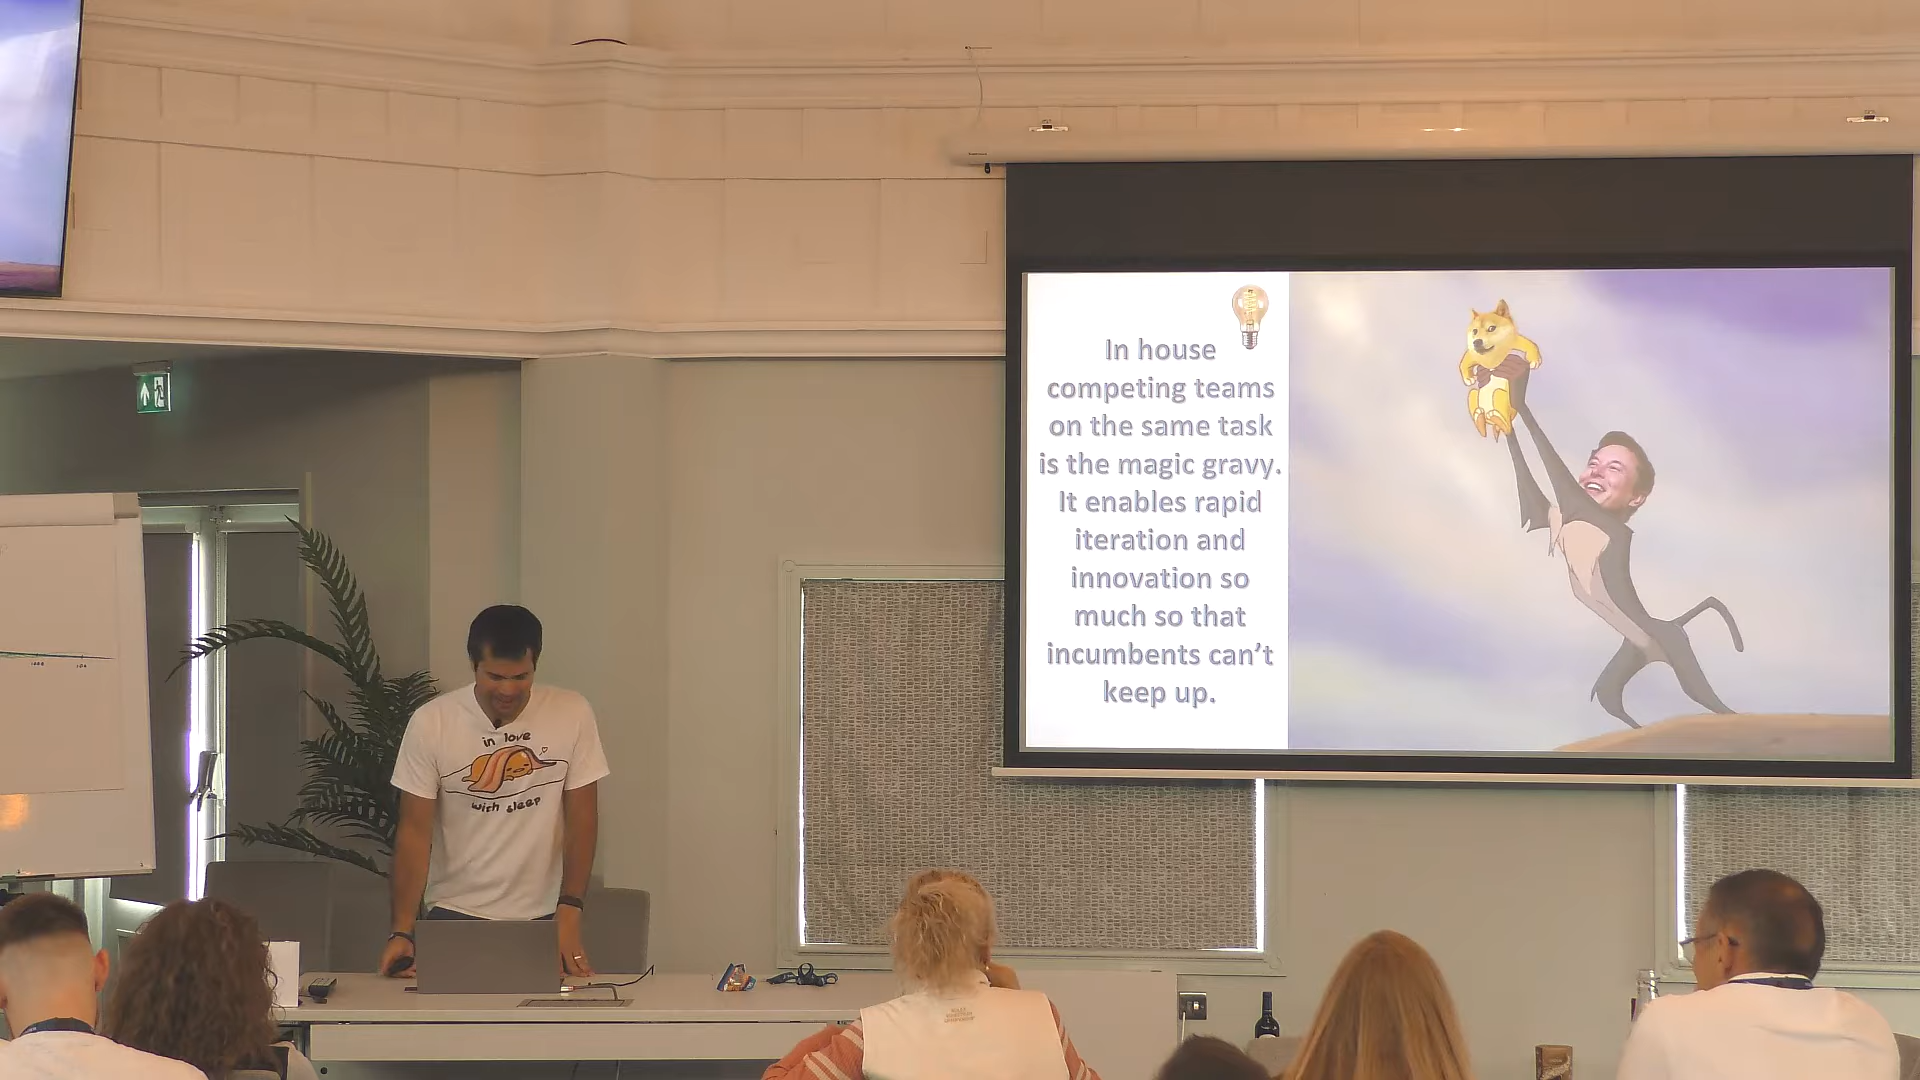 In house
competing teams
on the same task
is the magic gravy.
It enables rapid
iteration and
innovation so
much so that
incumbents can't
keep up.
in love
with sleep